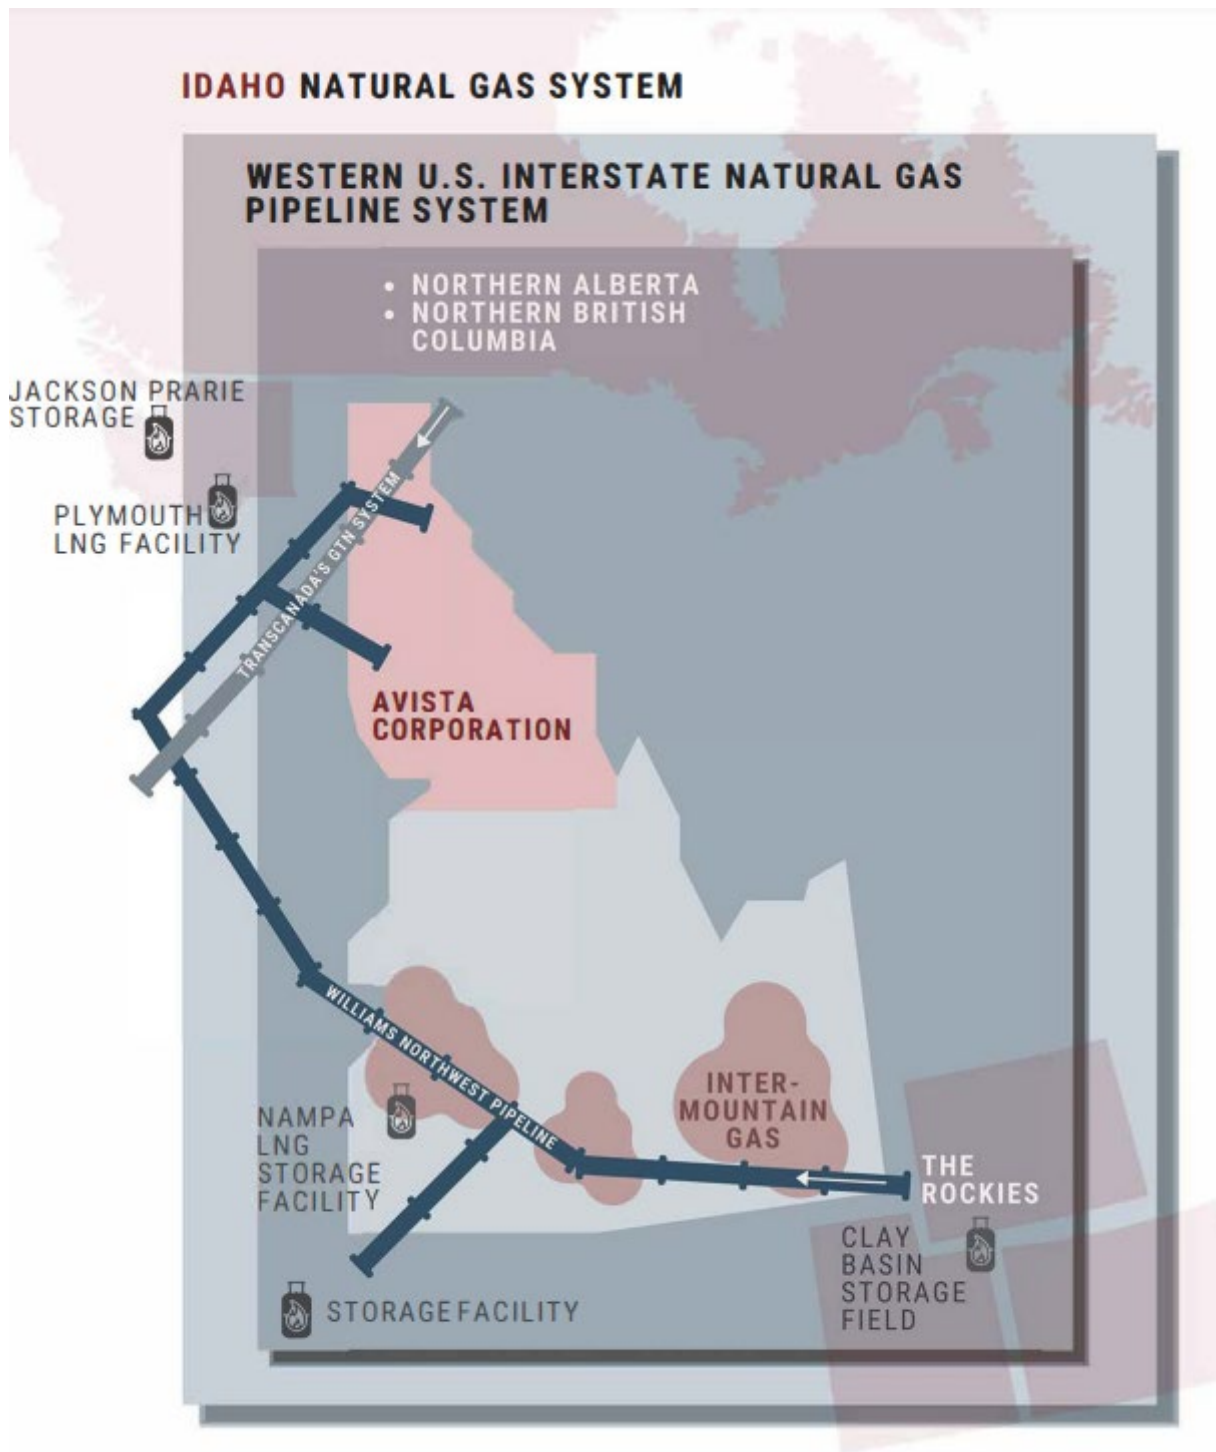 IDAHO NATURAL GAS SYSTEM
WESTERN U.S. INTERSTATE NATURAL GAS
PIPELINE SYSTEM
• NORTHERN ALBERTA
• NORTHERN BRITISH
COLUMBIA
JACKSON PRARIE
STORAGE
PLYMOUTH
LNG FACILITY
TRANSCANADA'S GTN SYSTEM
AVISTA
CORPORATION
WILLIAMS NORTHWEST PIPELINE
INTER-
MOUNTAIN
GAS
NAMPA
LNG
STORAGE
FACILITY
THE
ROCKIES
CLAY
BASIN
STORAGE
FIELD
STORAGE FACILITY